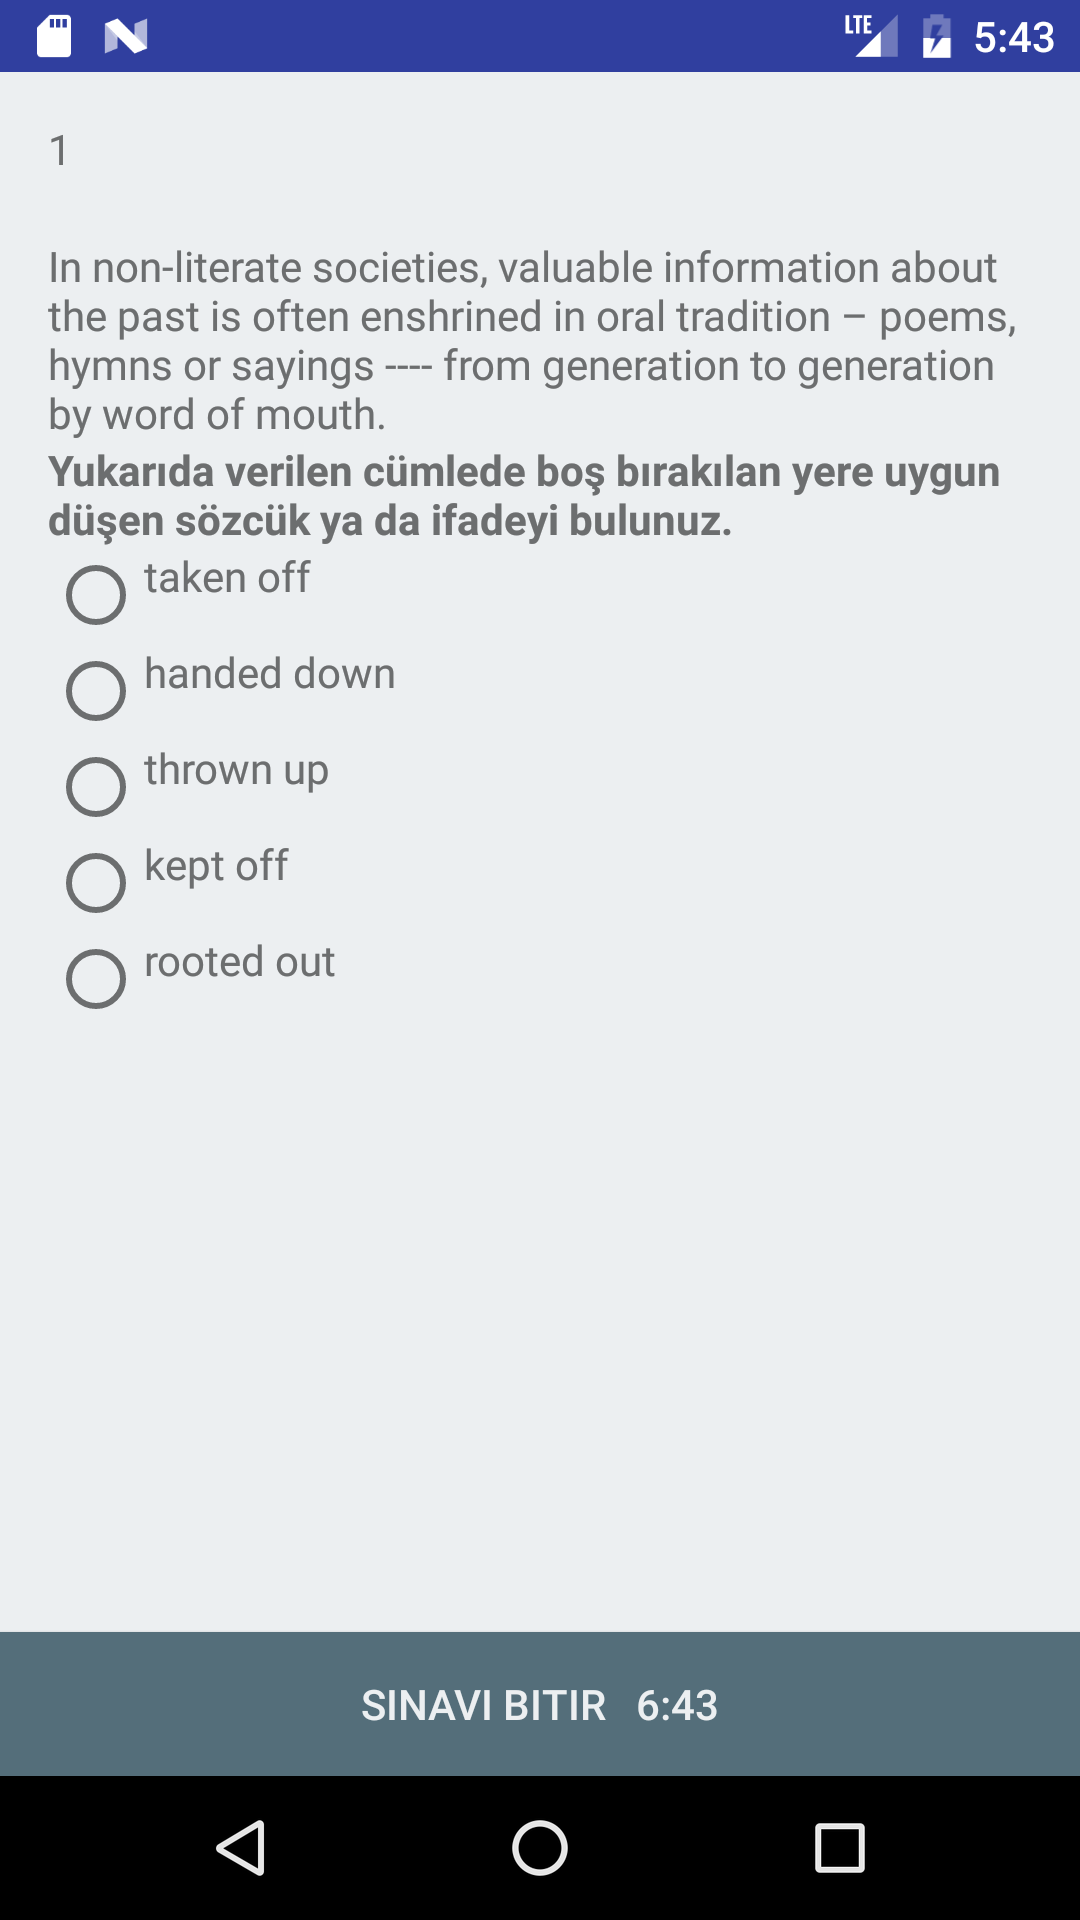 LTE 5:43
1
In non-literate societies, valuable information about
the past is often enshrined in oral tradition – poems,
hymns or sayings ---- from generation to generation
by word of mouth.
Yukarıda verilen cümlede boş bırakılan yere uygun
düşen sözcük ya da ifadeyi bulunuz.
taken off
handed down
thrown up
kept off
rooted out
SINAVI BITIR 6:43